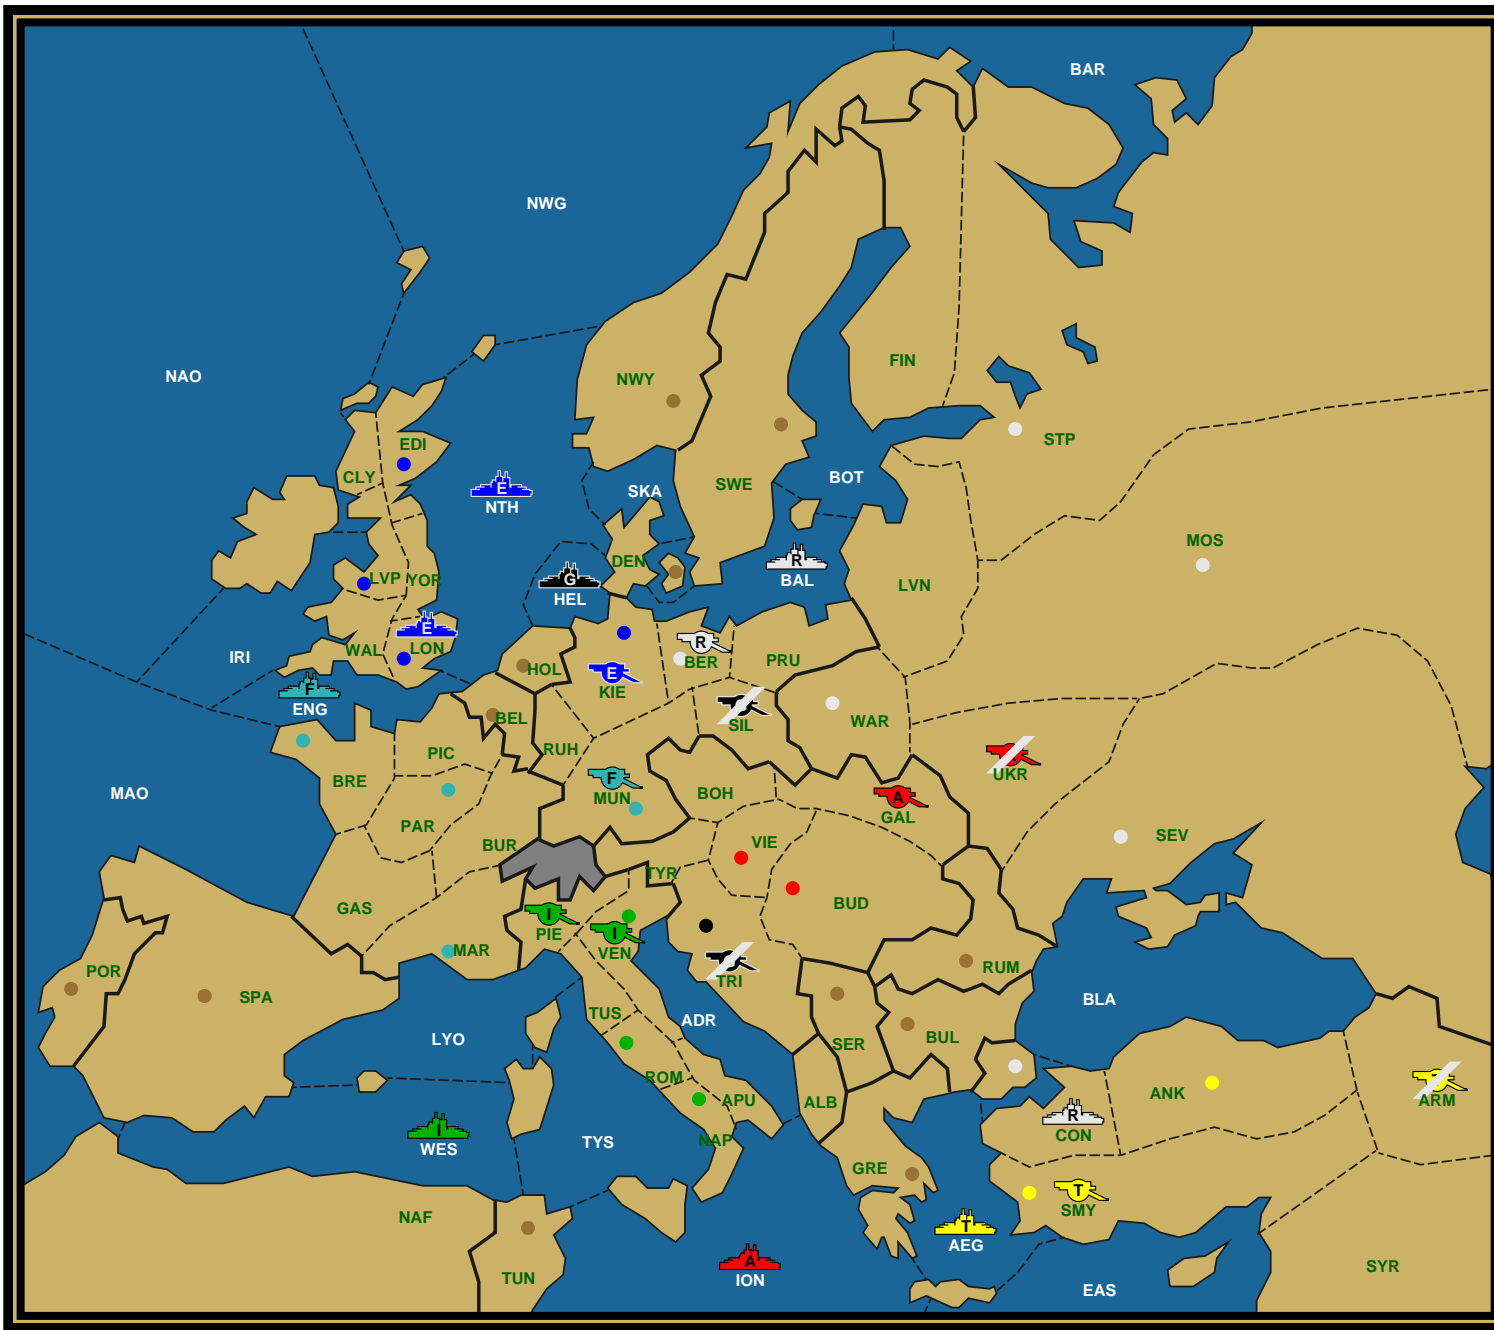 BAR
NWG
NAO
FIN
NWY
STP
EDI
CLY
SWE
BOT
SKA
E
NTH
MOS
DEN
R
BAL
G
HEL
LVP
YOR
LVN
E
LON
WAL
IRI
R
BER
PRU
HOL
E
KIE
F
ENG
BEL
SIL
WAR
RUH
PIC
UKR
BRE
F
MUN
MAO
BOH
A
GAL
PAR
SEV
BUR
VIE
TYR
BUD
GAS
I
PIE
I
VEN
MAR
POR
SPA
TRI
RUM
BLA
TUS
ADR
LYO
BUL
SER
ROM
ANK
ARM
APU
ALB
R
CON
I
WES
TYS
NAP
GRE
T
SMY
NAF
T
AEG
A
ION
TUN
SYR
EAS